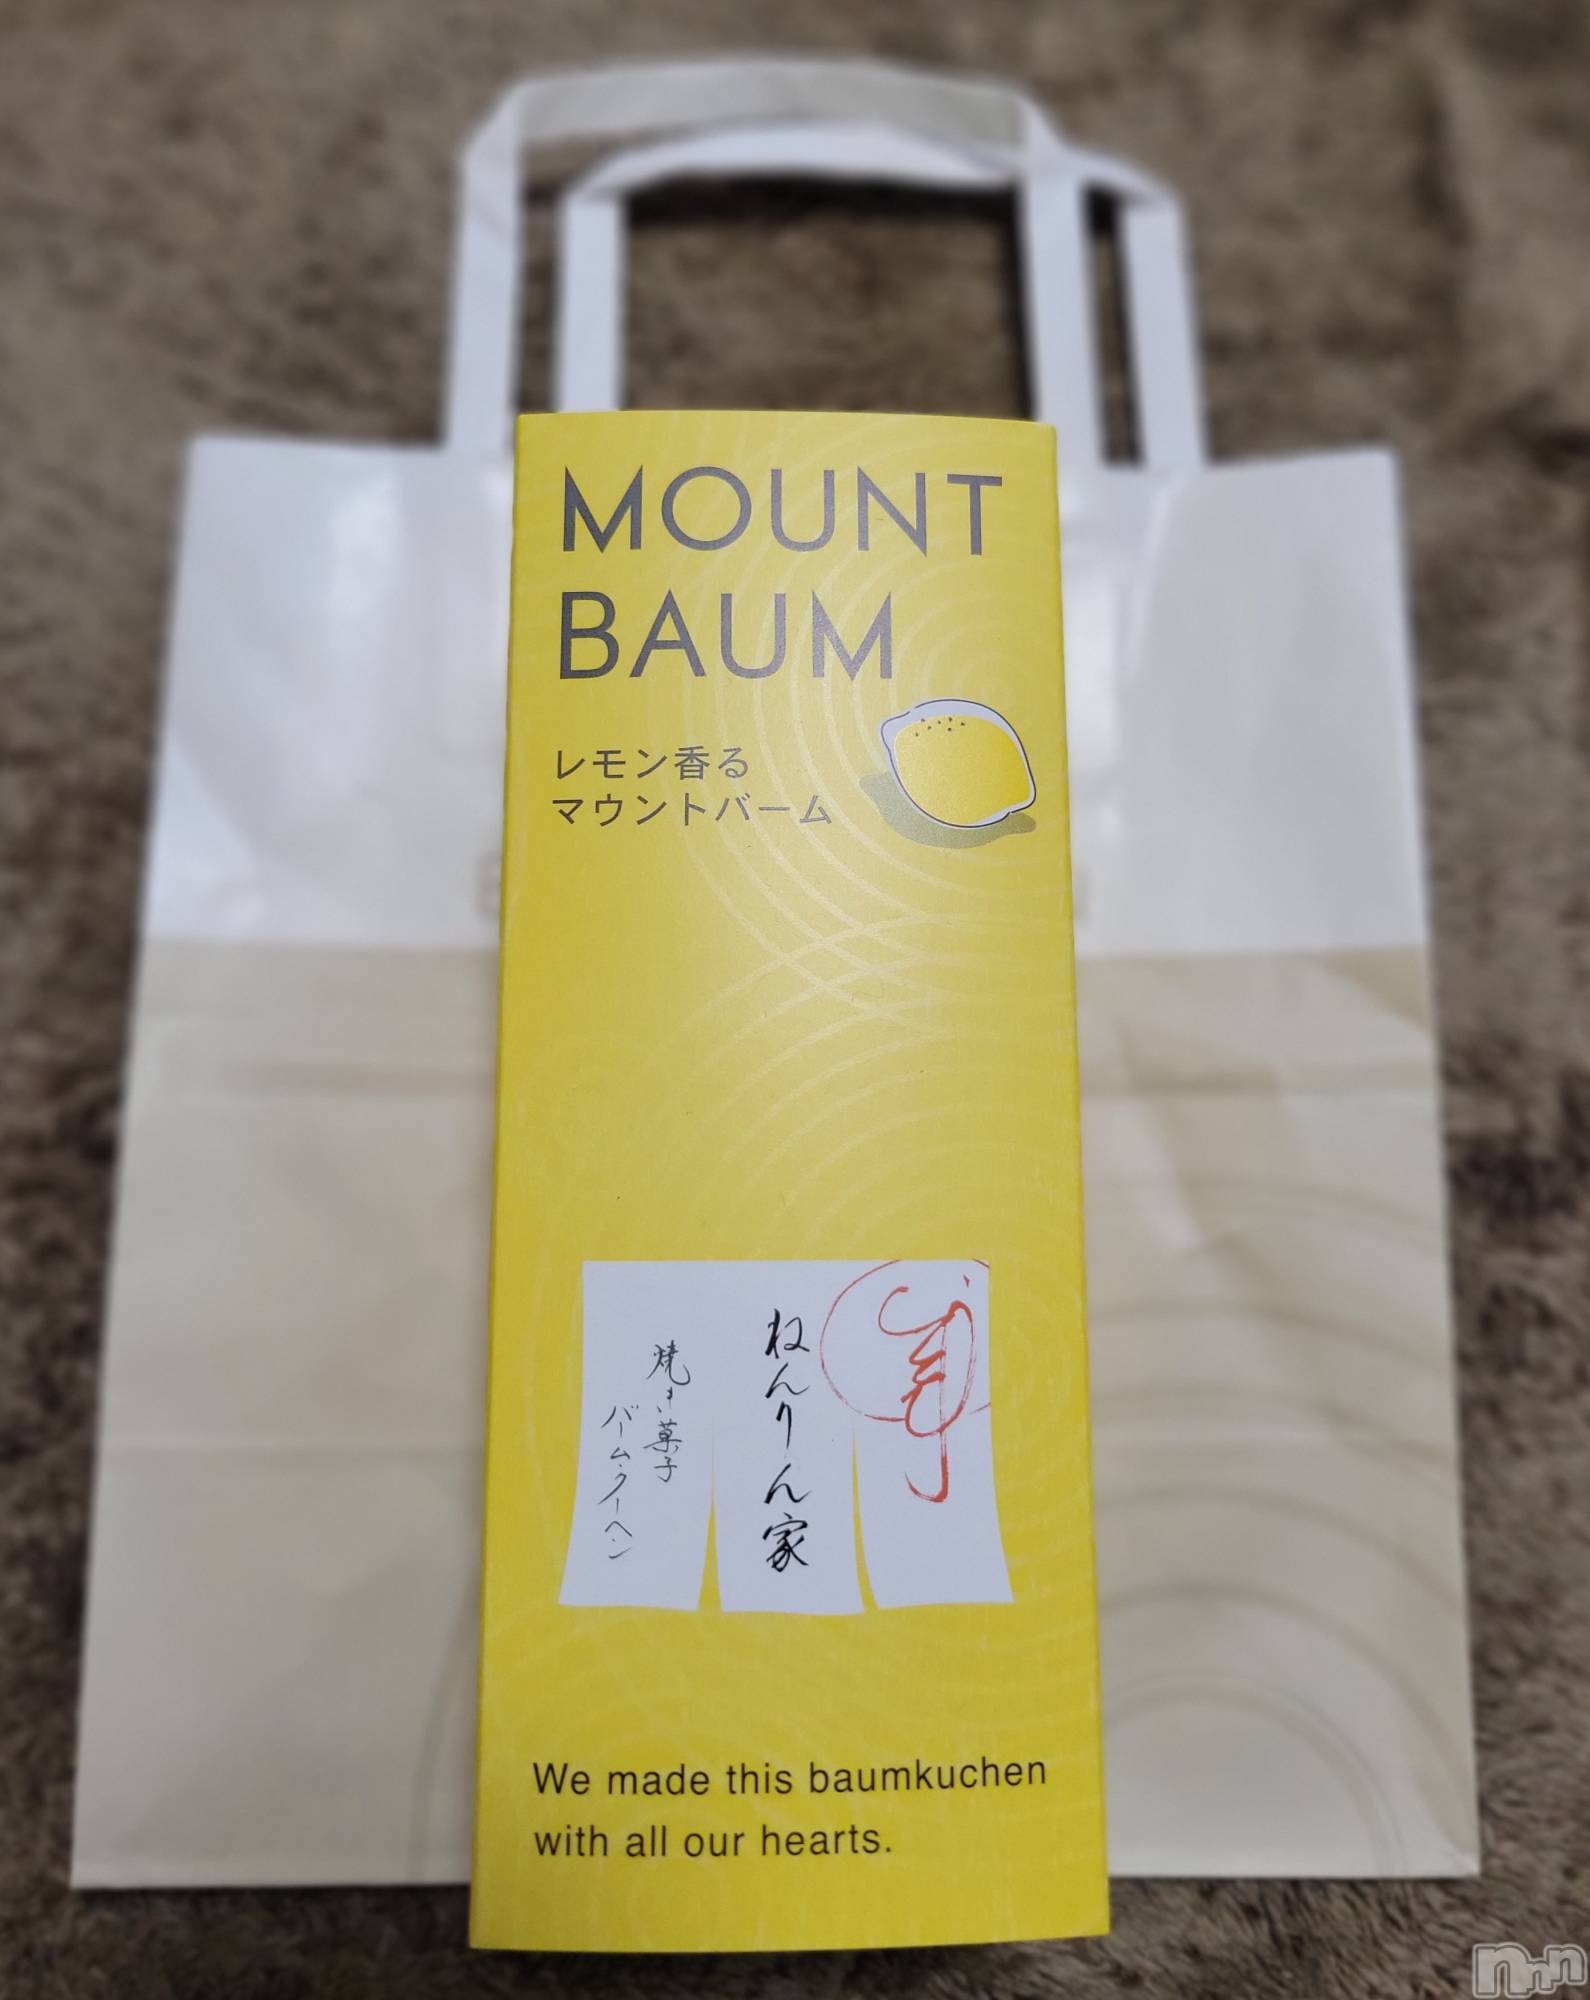 MOUNT
BAUM
レモン香る
マウントバーム
ねんりん家
焼き菓子
バームクーヘン
We made this baumkuchen
with all our hearts.
nnn